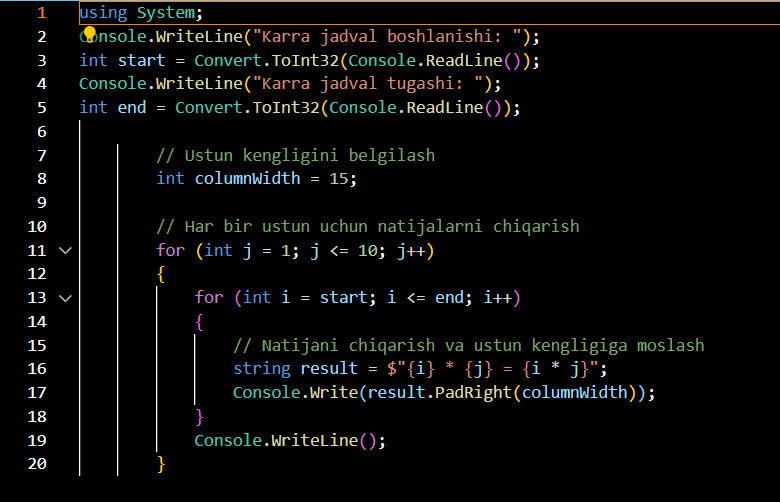 1 using System;
2 Console.WriteLine("Karra jadval boshlanishi: ");
3 int start = Convert.ToInt32(Console.ReadLine());
4 Console.WriteLine("Karra jadval tugashi: ");
5 int end = Convert.ToInt32(Console.ReadLine());
6
7 // Ustun kengligini belgilash
8 int columnWidth = 15;
9
10 // Har bir ustun uchun natijalarni chiqarish
11 for (int j = 1; j <= 10; j++)
12 {
13 for (int i = start; i <= end; i++)
14 {
15 // Natijani chiqarish va ustun kengligiga moslash
16 string result = $"{i} * {j} = {i * j}";
17 Console.Write(result.PadRight(columnWidth));
18 }
19 Console.WriteLine();
20 }